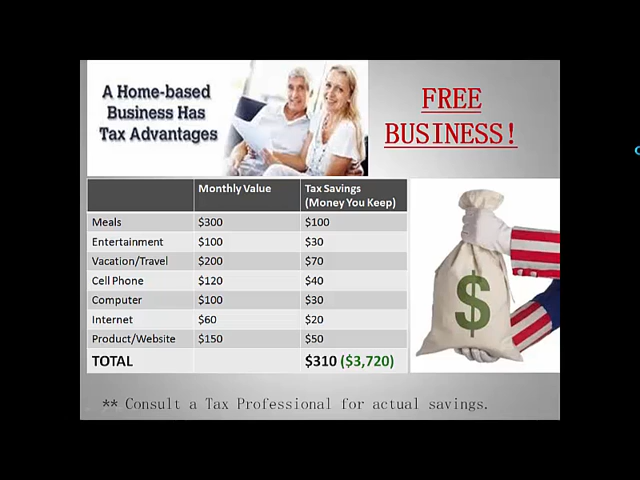 A Home-based
Business Has
Tax Advantages
FREE
BUSINESS!
Monthly Value Tax Savings
(Money You Keep)
Meals $300 $100
Entertainment $100 $30
Vacation/Travel $200 $70
Cell Phone $120 $40
Computer $100 $30
Internet $60 $20
Product/Website $150 $50
TOTAL $310 ($3,720)
$
** Consult a Tax Professional for actual savings.